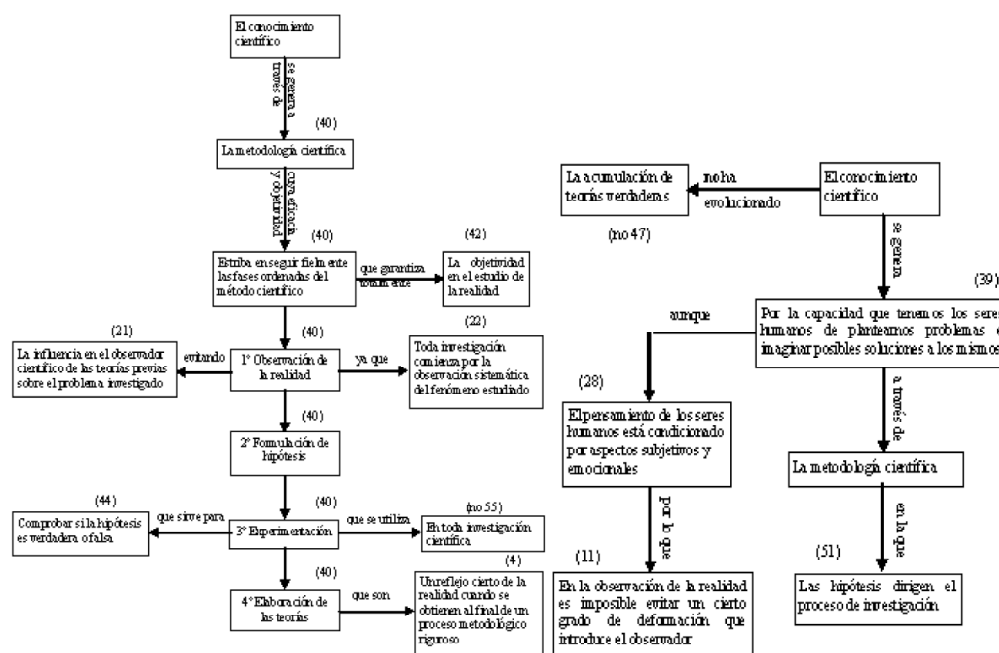 El conocimiento
científico
se genera a
través de
(40)
La metodología científica
cuya eficacia
y objetividad
(40)
Estriba en seguir fielmente
las fases ordenadas del
método científico
que garantiza
totalmente
(42)
La objetividad
en el estudio de
la realidad
(40)
(21)
La influencia en el observador
científico de las teorías previas
sobre el problema investigado
evitando
1º Observación de
la realidad
ya que
(22)
Toda investigación
comienza por la
observación sistemática
del fenómeno estudiado
(40)
2º Formulación de
hipótesis
(40)
(44)
Comprobar si la hipótesis
es verdadera o falsa
que sirve para
3º Experimentación
que se utiliza
(no 55)
En toda investigación
científica
(40)
4º Elaboración de
las teorías
que son
(4)
Un reflejo cierto de la
realidad cuando se
obtienen al final de un
proceso metodológico
riguroso
La acumulación de
teorías verdaderas
(no 47)
no ha
evolucionado
El conocimiento
científico
se genera
(39)
Por la capacidad que tenemos los seres
humanos de plantearnos problemas e
imaginar posibles soluciones a los mismos
aunque
(28)
El pensamiento de los seres
humanos está condicionado
por aspectos subjetivos y
emocionales
por lo que
(11)
En la observación de la realidad
es imposible evitar un cierto
grado de deformación que
introduce el observador
a través de
La metodología científica
en la que
(51)
Las hipótesis dirigen el
proceso de investigación